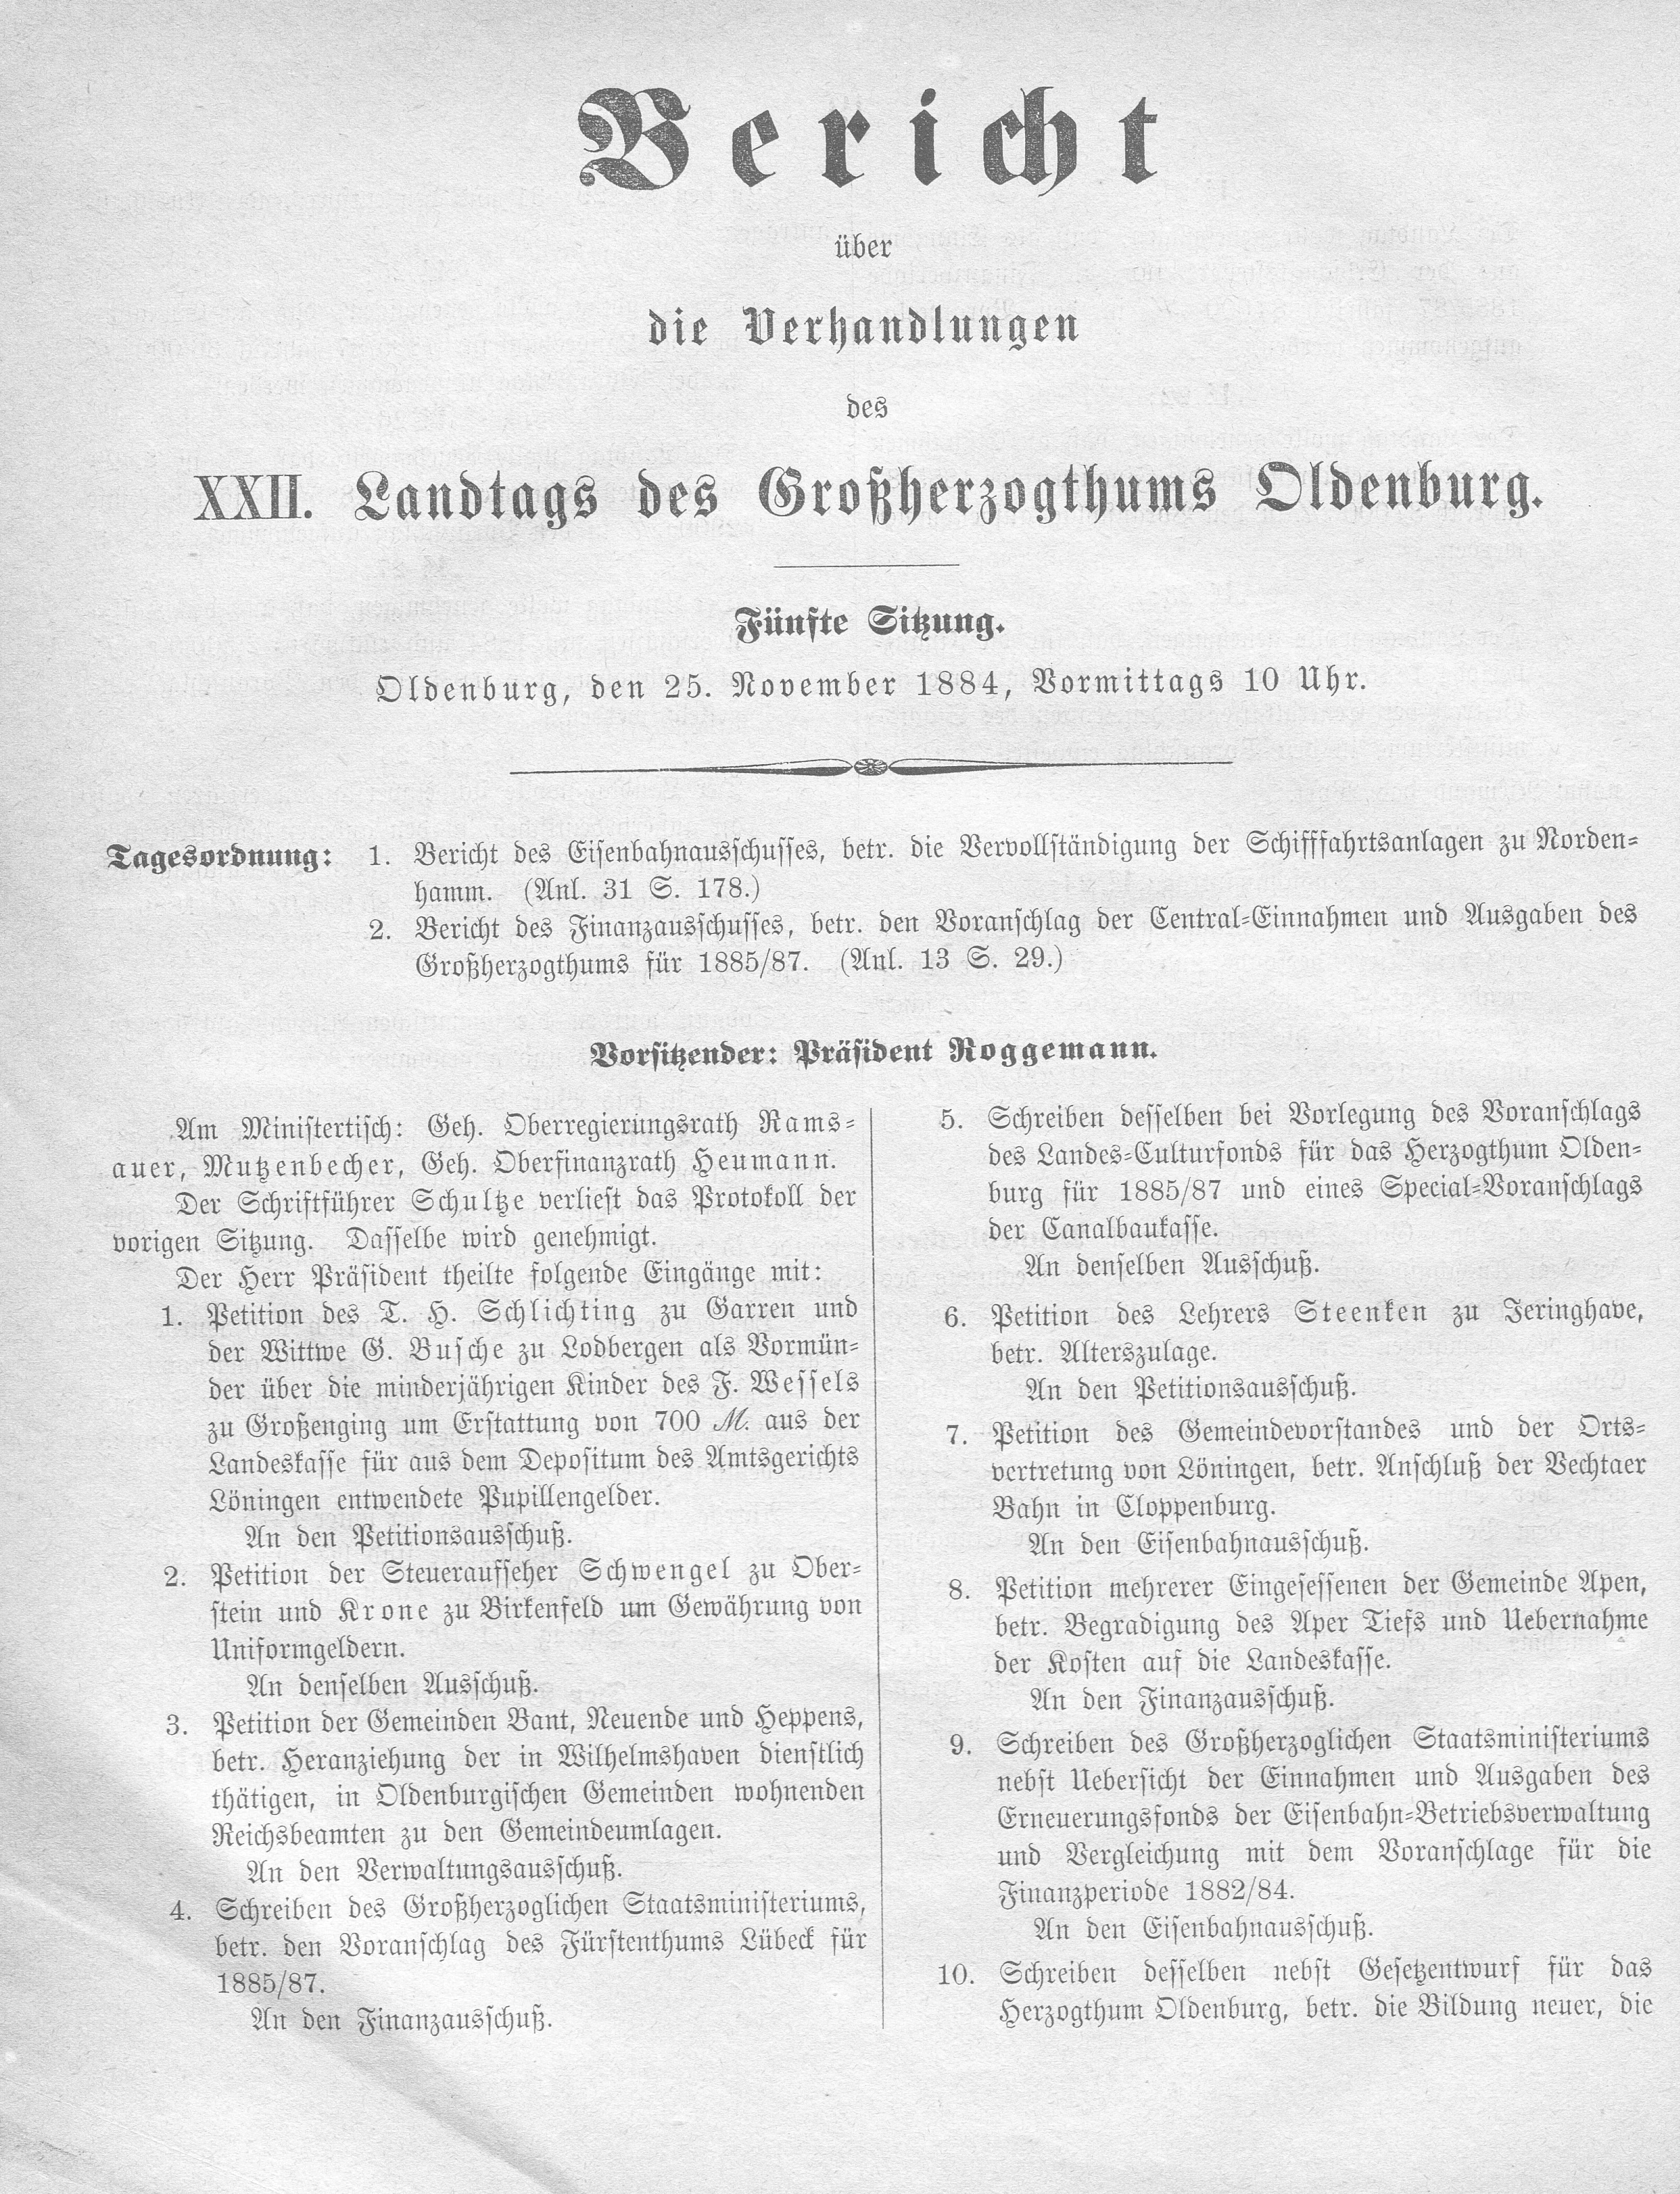 Bericht
über
die Verhandlungen
des
XXII. Landtags des Großherzogthums Oldenburg.
Fünfte Sitzung.
Oldenburg, den 25. November 1884, Vormittags 10 Uhr.
Tagesordnung: 1. Bericht des Eisenbahnausschusses, betr. die Vervollständigung der Schifffahrtsanlagen zu Norden-
hamm. (Anl. 31 S. 178.)
2. Bericht des Finanzausschusses, betr. den Voranschlag der Central-Einnahmen und Ausgaben des
Großherzogthums für 1885/87. (Anl. 13 S. 29.)
Vorsitzender: Präsident Roggemann.
Am Ministertisch: Geh. Oberregierungsrath Rams-
auer, Mutzenbecher, Geh. Oberfinanzrath Heumann.
Der Schriftführer Schultze verliest das Protokoll der
vorigen Sitzung. Dasselbe wird genehmigt.
Der Herr Präsident theilte folgende Eingänge mit:
1. Petition des T. H. Schlichting zu Garren und
der Wittwe G. Busche zu Lodbergen als Vormün-
der über die minderjährigen Kinder des F. Wessels
zu Großenging um Erstattung von 700 M. aus der
Landeskasse für aus dem Depositum des Amtsgerichts
Löningen entwendete Pupillengelder.
An den Petitionsausschuß.
2. Petition der Steueraufseher Schwengel zu Ober-
stein und Krone zu Birkenfeld um Gewährung von
Uniformgeldern.
An denselben Ausschuß.
3. Petition der Gemeinden Bant, Neuende und Heppens,
betr. Heranziehung der in Wilhelmshaven dienstlich
thätigen, in Oldenburgischen Gemeinden wohnenden
Reichsbeamten zu den Gemeindeumlagen.
An den Verwaltungsausschuß.
4. Schreiben des Großherzoglichen Staatsministeriums,
betr. den Voranschlag des Fürstenthums Lübeck für
1885/87.
An den Finanzausschuß.
5. Schreiben desselben bei Vorlegung des Voranschlags
des Landes-Culturfonds für das Herzogthum Olden-
burg für 1885/87 und eines Special-Voranschlags
der Canalbaukasse.
An denselben Ausschuß.
6. Petition des Lehrers Steenken zu Jeringhave,
betr. Alterszulage.
An den Petitionsausschuß.
7. Petition des Gemeindevorstandes und der Orts-
vertretung von Löningen, betr. Anschluß der Vechtaer
Bahn in Cloppenburg.
An den Eisenbahnausschuß.
8. Petition mehrerer Eingesessenen der Gemeinde Apen,
betr. Begradigung des Aper Tiefs und Uebernahme
der Kosten auf die Landeskasse.
An den Finanzausschuß.
9. Schreiben des Großherzoglichen Staatsministeriums
nebst Uebersicht der Einnahmen und Ausgaben des
Erneuerungsfonds der Eisenbahn-Betriebsverwaltung
und Vergleichung mit dem Voranschlage für die
Finanzperiode 1882/84.
An den Eisenbahnausschuß.
10. Schreiben desselben nebst Gesetzentwurf für das
Herzogthum Oldenburg, betr. die Bildung neuer, die